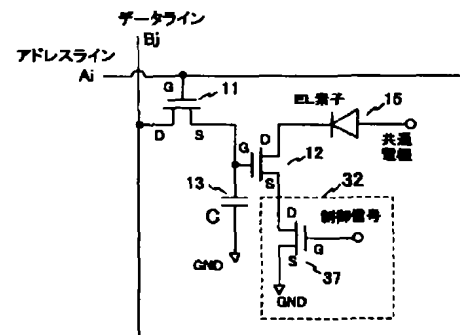 データライン
Bj
アドレスライン
Ai
G
11
D
S
EL素子
15
共通
電極
G
D
S
12
13
C
GND
32
D
制御信号
G
S
37
GND